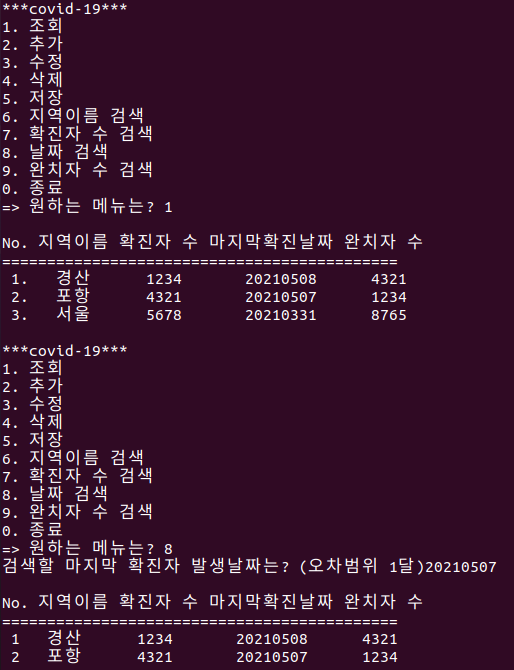 ***covid-19***
1. 조회
2. 추가
3. 수정
4. 삭제
5. 저장
6. 지역이름 검색
7. 확진자 수 검색
8. 날짜 검색
9. 완치자 수 검색
0. 종료
=> 원하는 메뉴는? 1

No. 지역이름 확진자 수 마지막확진날짜 완치자 수
============================================
1. 경산 1234 20210508 4321
2. 포항 4321 20210507 1234
3. 서울 5678 20210331 8765

***covid-19***
1. 조회
2. 추가
3. 수정
4. 삭제
5. 저장
6. 지역이름 검색
7. 확진자 수 검색
8. 날짜 검색
9. 완치자 수 검색
0. 종료
=> 원하는 메뉴는? 8
검색할 마지막 확진자 발생날짜는? (오차범위 1달)20210507

No. 지역이름 확진자 수 마지막확진날짜 완치자 수
============================================
1 경산 1234 20210508 4321
2 포항 4321 20210507 1234